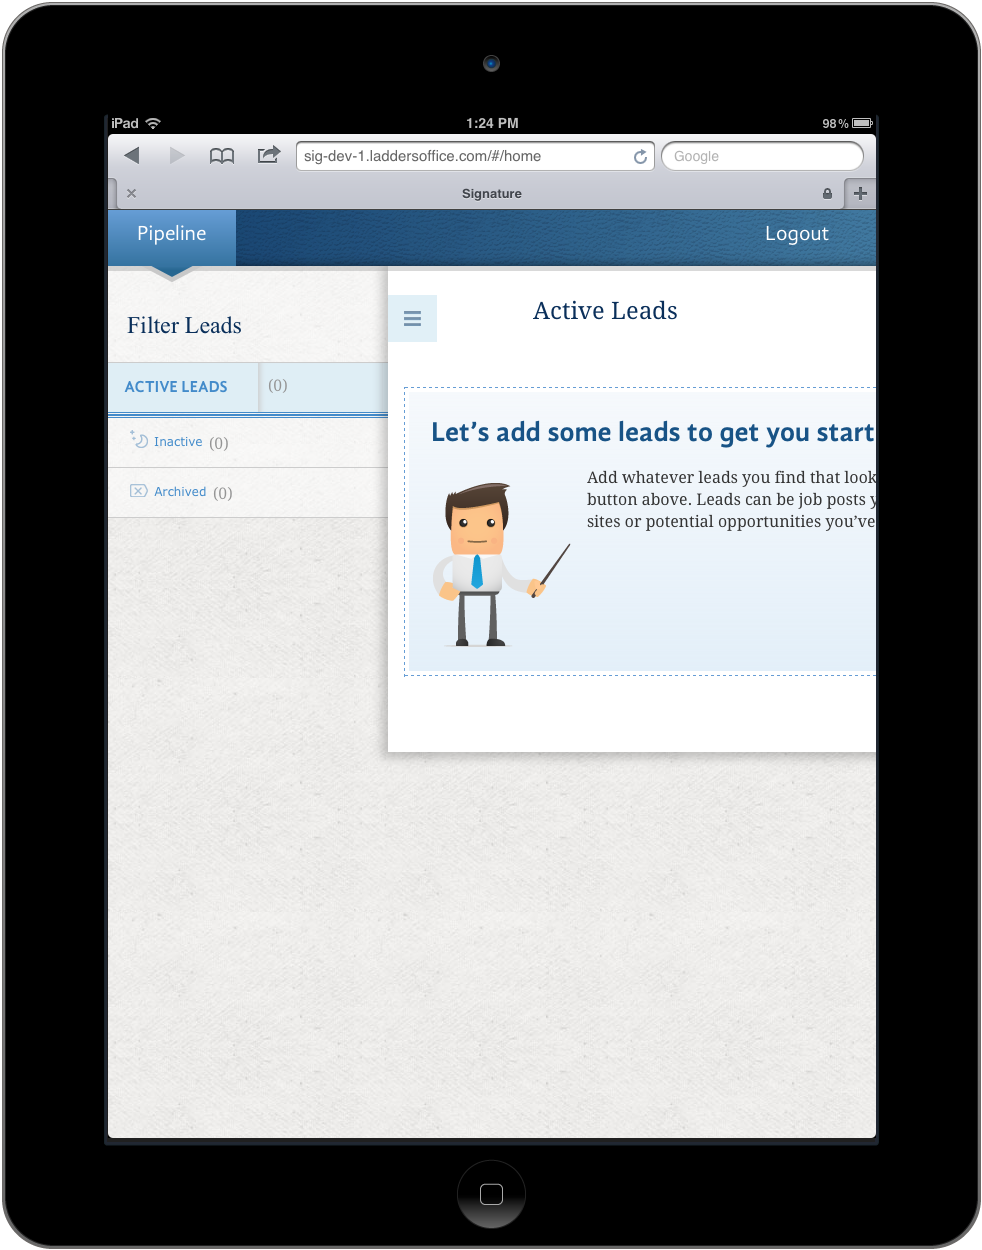 iPad 1:24 PM 98%
sig-dev-1.laddersoffice.com/#/home Google
Signature
Pipeline Logout
Filter Leads
ACTIVE LEADS (0)
Inactive (0)
Archived (0)
Active Leads
Let's add some leads to get you start
Add whatever leads you find that look
button above. Leads can be job posts
sites or potential opportunities you've